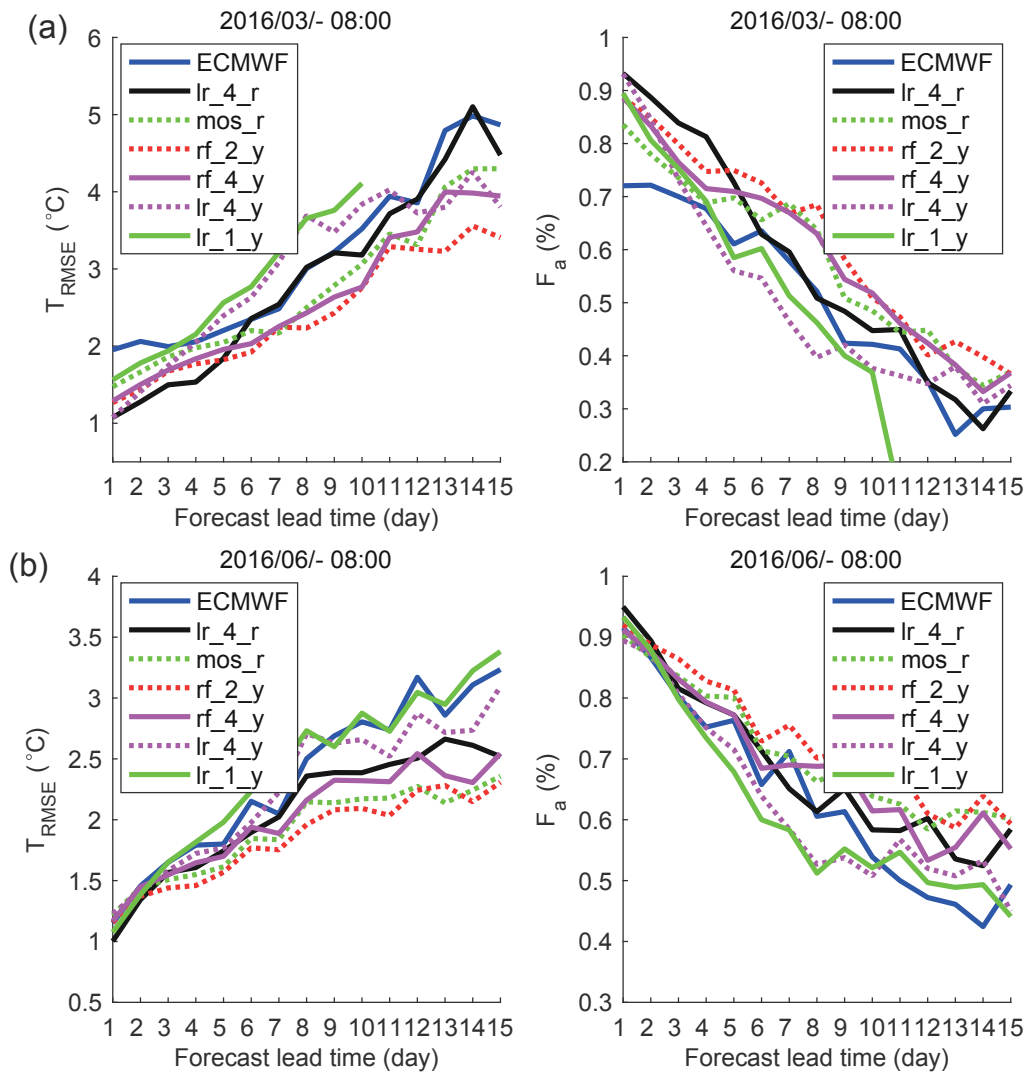 (a)
2016/03/- 08:00
6
5
4
3
2
1
T_RMSE (°C)
ECMWF
lr_4_r
mos_r
rf_2_y
rf_4_y
lr_4_y
lr_1_y
1 2 3 4 5 6 7 8 9 10 11 12 13 14 15
Forecast lead time (day)
2016/03/- 08:00
1
0.9
0.8
0.7
0.6
0.5
0.4
0.3
0.2
F_a (%)
ECMWF
lr_4_r
mos_r
rf_2_y
rf_4_y
lr_4_y
lr_1_y
1 2 3 4 5 6 7 8 9 10 11 12 13 14 15
Forecast lead time (day)
(b)
2016/06/- 08:00
4
3.5
3
2.5
2
1.5
1
0.5
T_RMSE (°C)
ECMWF
lr_4_r
mos_r
rf_2_y
rf_4_y
lr_4_y
lr_1_y
1 2 3 4 5 6 7 8 9 10 11 12 13 14 15
Forecast lead time (day)
2016/06/- 08:00
1
0.9
0.8
0.7
0.6
0.5
0.4
0.3
F_a (%)
ECMWF
lr_4_r
mos_r
rf_2_y
rf_4_y
lr_4_y
lr_1_y
1 2 3 4 5 6 7 8 9 10 11 12 13 14 15
Forecast lead time (day)